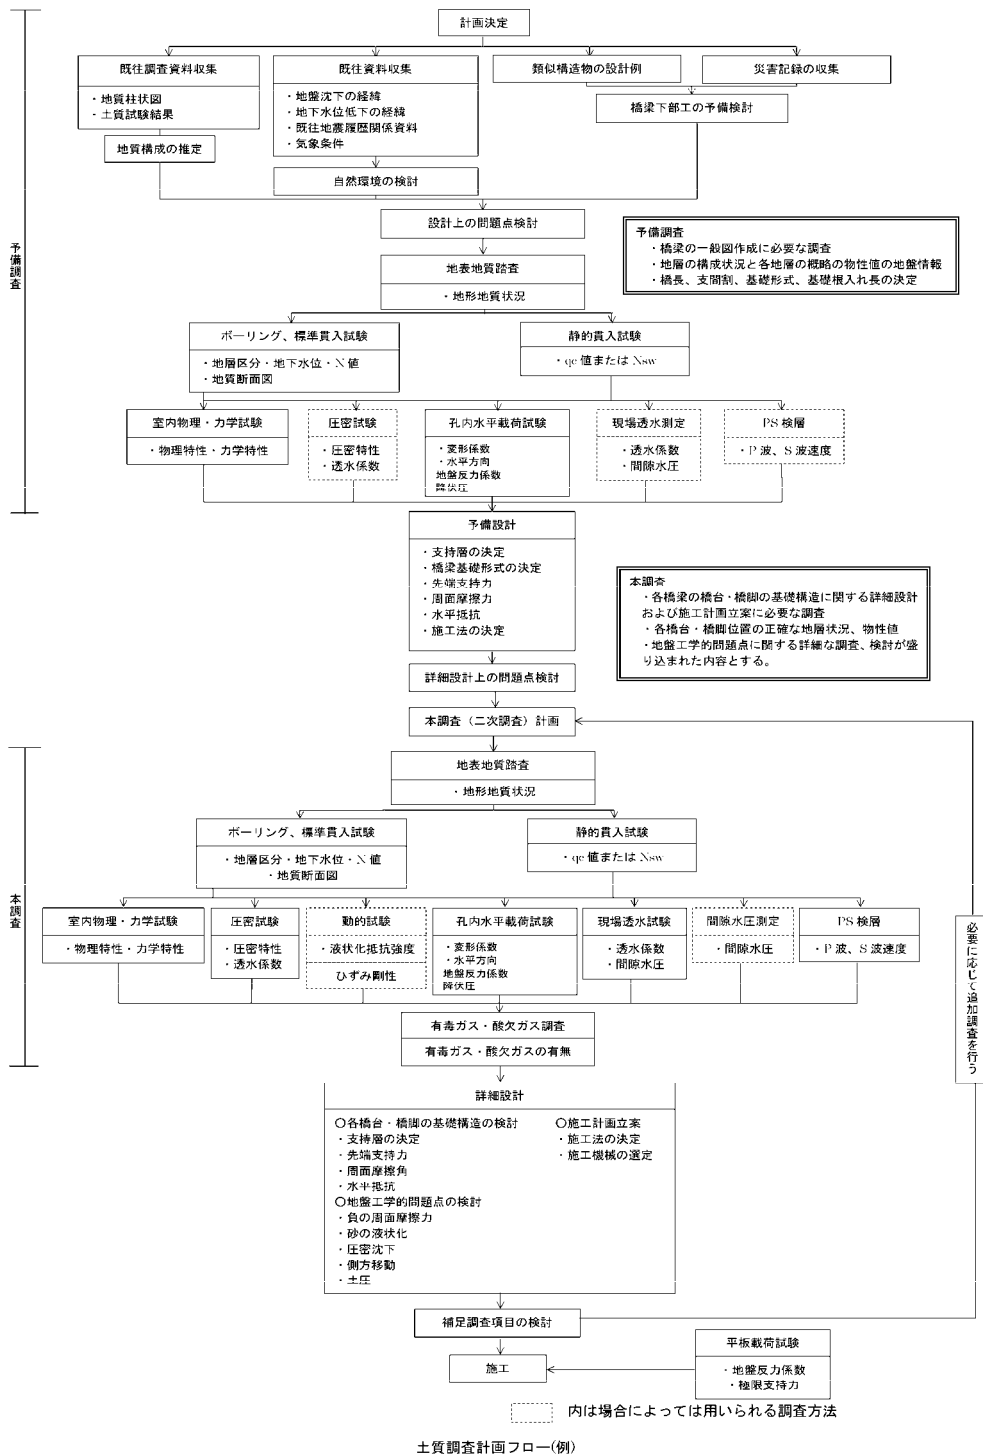 計画決定
既往調査資料収集
・地質柱状図
・土質試験結果
地質構成の推定
既往資料収集
・地盤沈下の経緯
・地下水位低下の経緯
・既往地震履歴関係資料
・気象条件
自然環境の検討
類似構造物の設計例
災害記録の収集
橋梁下部工の予備検討
設計上の問題点検討
予備調査
・橋梁の一般図作成に必要な調査
・地層の構成状況と各地層の概略の物性値の地盤情報
・橋長、支間割、基礎形式、基礎根入れ長の決定
予備調査
地表地質踏査
・地形地質状況
ボーリング、標準貫入試験
・地層区分・地下水位・N値
・地質断面図
静的貫入試験
・qc値またはNsw
室内物理・力学試験
・物理特性・力学特性
圧密試験
・圧密特性
・透水係数
孔内水平載荷試験
・変形係数
・水平方向
地盤反力係数
降伏圧
現場透水測定
・透水係数
・間隙水圧
PS検層
・P波、S波速度
予備設計
・支持層の決定
・橋梁基礎形式の決定
・先端支持力
・周面摩擦力
・水平抵抗
・施工法の決定
本調査
・各橋梁の橋台・橋脚の基礎構造に関する詳細設計
および施工計画立案に必要な調査
・各橋台・橋脚位置の正確な地層状況、物性値
・地盤工学的問題点に関する詳細な調査、検討が盛
り込まれた内容とする。
詳細設計上の問題点検討
本調査（二次調査）計画
本調査
地表地質踏査
・地形地質状況
ボーリング、標準貫入試験
・地層区分・地下水位・N値
・地質断面図
静的貫入試験
・qc値またはNsw
室内物理・力学試験
・物理特性・力学特性
圧密試験
・圧密特性
・透水係数
動的試験
・液状化抵抗強度
ひずみ剛性
孔内水平載荷試験
・変形係数
・水平方向
地盤反力係数
降伏圧
現場透水試験
・透水係数
・間隙水圧
間隙水圧測定
・間隙水圧
PS検層
・P波、S波速度
必要に応じて追加調査を行う
有毒ガス・酸欠ガス調査
有毒ガス・酸欠ガスの有無
詳細設計
○各橋台・橋脚の基礎構造の検討
・支持層の決定
・先端支持力
・周面摩擦角
・水平抵抗
○地盤工学的問題点の検討
・負の周面摩擦力
・砂の液状化
・圧密沈下
・側方移動
・土圧
○施工計画立案
・施工法の決定
・施工機械の選定
補足調査項目の検討
施工
平板載荷試験
・地盤反力係数
・極限支持力
内は場合によっては用いられる調査方法
土質調査計画フロー(例)